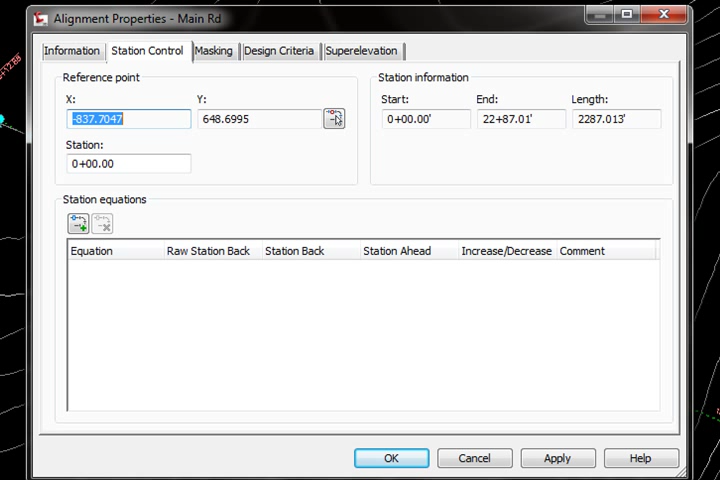 Alignment Properties - Main Rd
Information Station Control Masking Design Criteria Superelevation
Reference point
X: Y:
-837.7047 648.6995
Station:
0+00.00
Station information
Start: End: Length:
0+00.00' 22+87.01' 2287.013'
Station equations
Equation Raw Station Back Station Back Station Ahead Increase/Decrease Comment
OK Cancel Apply Help